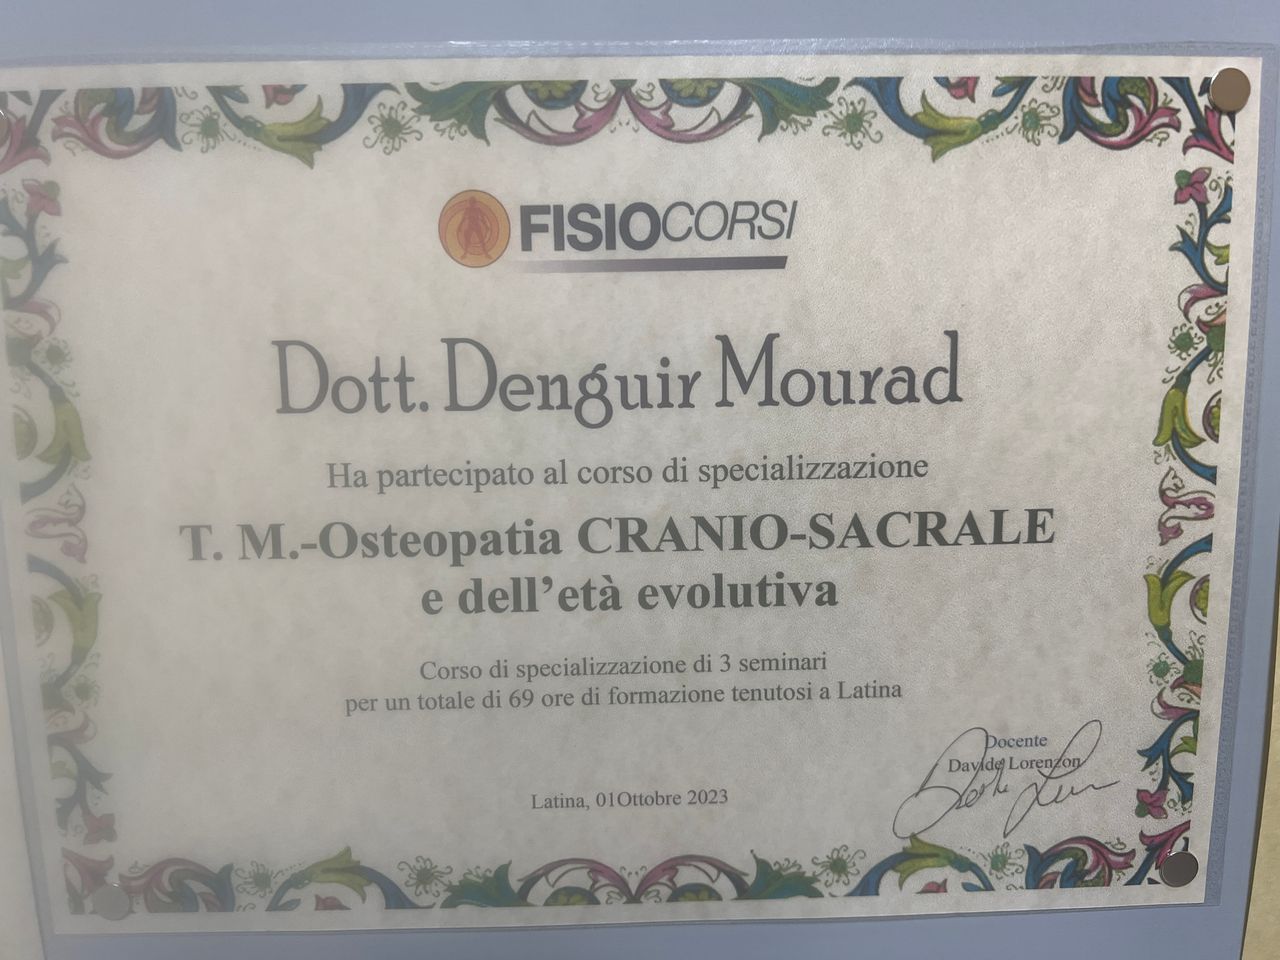 FISIOCORSI
Dott. Denguir Mourad
Ha partecipato al corso di specializzazione
T. M.-Osteopatia CRANIO-SACRALE
e dell'età evolutiva
Corso di specializzazione di 3 seminari
per un totale di 69 ore di formazione tenutosi a Latina
Docente
Davide Lorenzon
Latina, 01Ottobre 2023